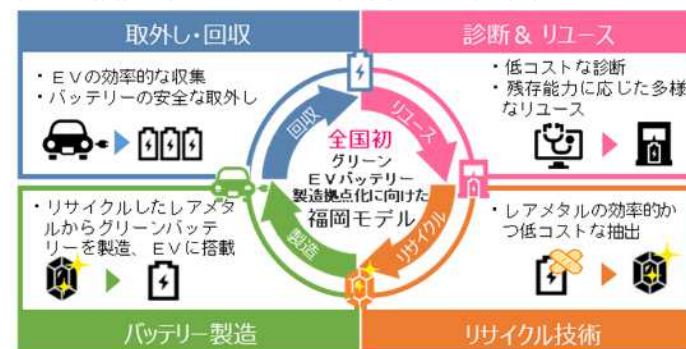 取外し・回収
・ＥＶの効率的な収集
・バッテリーの安全な取外し
診断＆ リユース
・低コストな診断
・残存能力に応じた多様
なリユース
回収
リユース
全国初
グリーン
ＥＶバッテリー
製造拠点化に向けた
福岡モデル
製造
リサイクル
・リサイクルしたレアメタ
ルからグリーンバッテ
リーを製造、ＥＶに搭載
バッテリー製造
・レアメタルの効率的か
つ低コストな抽出
リサイクル技術